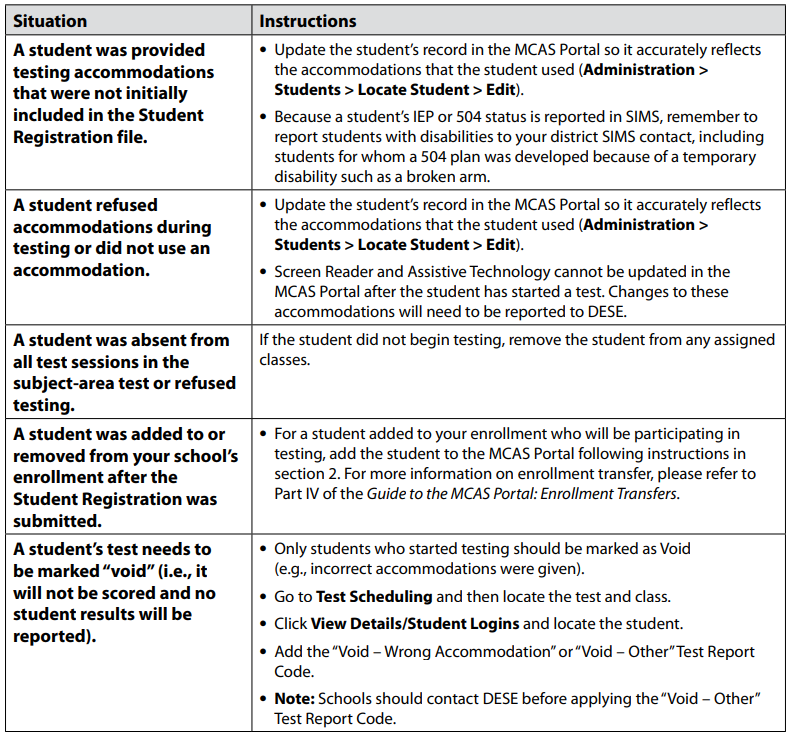 Situation
Instructions
A student was provided
testing accommodations
that were not initially
included in the Student
Registration file.
• Update the student’s record in the MCAS Portal so it accurately reflects
the accommodations that the student used (Administration >
Students > Locate Student > Edit).
• Because a student’s IEP or 504 status is reported in SIMS, remember to
report students with disabilities to your district SIMS contact, including
students for whom a 504 plan was developed because of a temporary
disability such as a broken arm.
A student refused
accommodations during
testing or did not use an
accommodation.
• Update the student’s record in the MCAS Portal so it accurately reflects
the accommodations that the student used (Administration >
Students > Locate Student > Edit).
• Screen Reader and Assistive Technology cannot be updated in the
MCAS Portal after the student has started a test. Changes to these
accommodations will need to be reported to DESE.
A student was absent from
all test sessions in the
subject-area test or refused
testing.
If the student did not begin testing, remove the student from any assigned
classes.
A student was added to or
removed from your school’s
enrollment after the
Student Registration was
submitted.
• For a student added to your enrollment who will be participating in
testing, add the student to the MCAS Portal following instructions in
section 2. For more information on enrollment transfer, please refer to
Part IV of the Guide to the MCAS Portal: Enrollment Transfers.
A student’s test needs to
be marked “void” (i.e., it
will not be scored and no
student results will be
reported).
• Only students who started testing should be marked as Void
(e.g., incorrect accommodations were given).
• Go to Test Scheduling and then locate the test and class.
• Click View Details/Student Logins and locate the student.
• Add the “Void – Wrong Accommodation” or “Void – Other” Test Report
Code.
• Note: Schools should contact DESE before applying the “Void – Other”
Test Report Code.